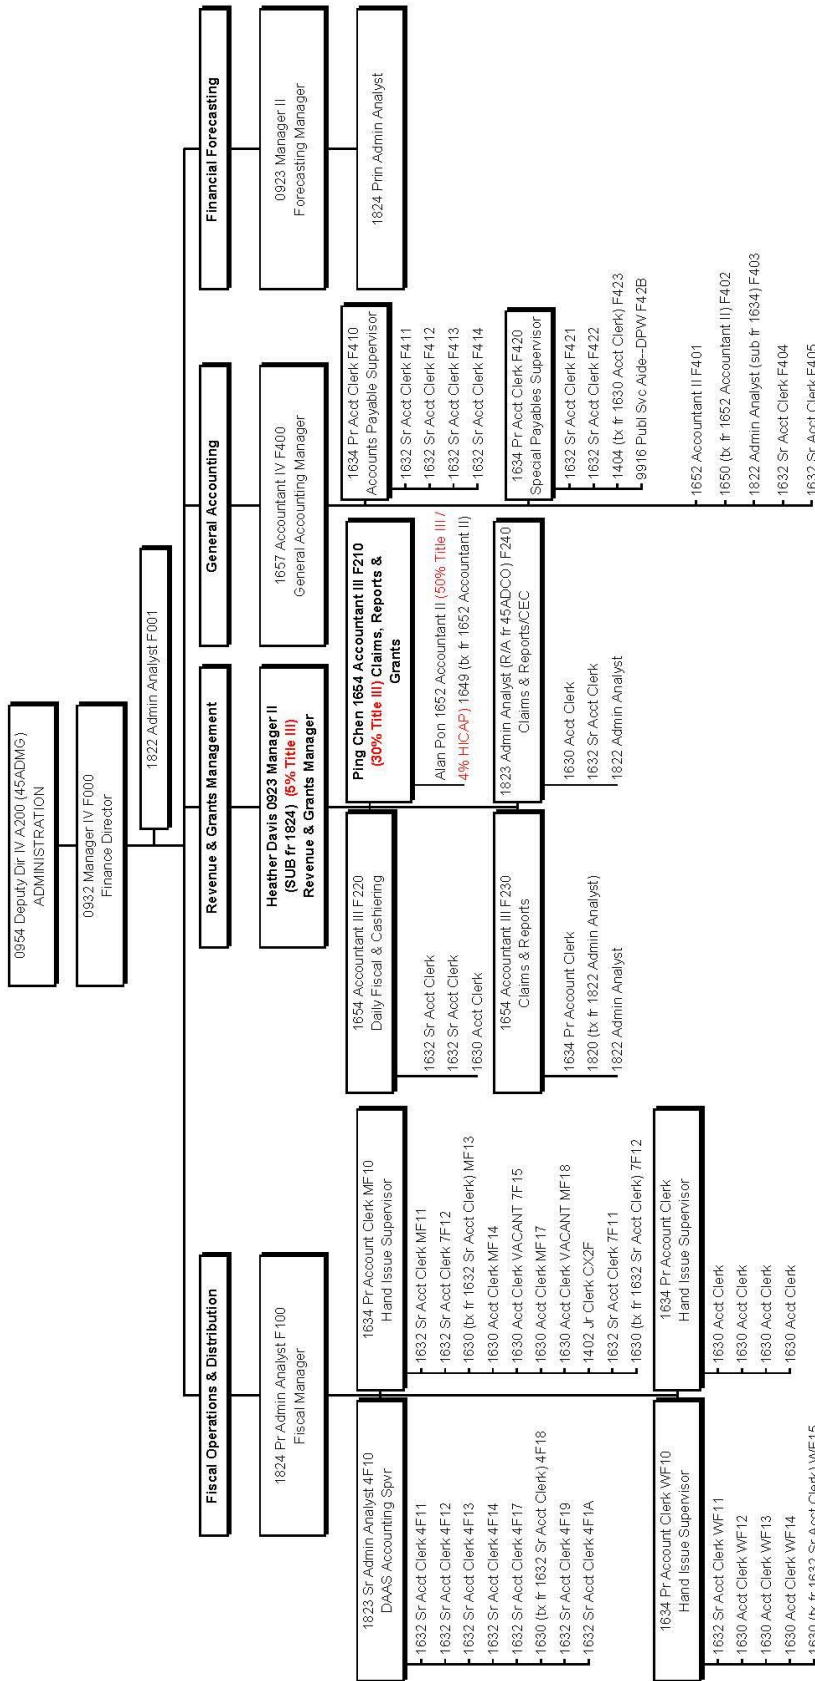 0954 Deputy Dir IV A200 (45ADMG)
ADMINISTRATION
0932 Manager IV F000
Finance Director
1822 Admin Analyst F001
Fiscal Operations & Distribution
1824 Pr Admin Analyst F100
Fiscal Manager
1823 Sr Admin Analyst 4F10
DAAS Accounting Spvr
1632 Sr Acct Clerk 4F11
1632 Sr Acct Clerk 4F12
1632 Sr Acct Clerk 4F13
1632 Sr Acct Clerk 4F14
1632 Sr Acct Clerk 4F17
1630 (tx fr 1632 Sr Acct Clerk) 4F18
1632 Sr Acct Clerk 4F19
1632 Sr Acct Clerk 4F1A
1634 Pr Account Clerk MF10
Hand Issue Supervisor
1632 Sr Acct Clerk MF11
1632 Sr Acct Clerk 7F12
1630 (tx fr 1632 Sr Acct Clerk) MF13
1630 Acct Clerk MF14
1630 Acct Clerk VACANT 7F15
1630 Acct Clerk MF17
1630 Acct Clerk VACANT MF18
1402 Jr Clerk CX2F
1632 Sr Acct Clerk 7F11
1630 (tx fr 1632 Sr Acct Clerk) 7F12
1634 Pr Account Clerk WF10
Hand Issue Supervisor
1632 Sr Acct Clerk WF11
1630 Acct Clerk WF12
1630 Acct Clerk WF13
1630 Acct Clerk WF14
1630 (tx fr 1632 Sr Acct Clerk) WF15
1634 Pr Account Clerk
Hand Issue Supervisor
1630 Acct Clerk
1630 Acct Clerk
1630 Acct Clerk
1630 Acct Clerk
Revenue & Grants Management
Heather Davis 0923 Manager II
(SUB fr 1824) (5% Title III)
Revenue & Grants Manager
1654 Accountant III F220
Daily Fiscal & Cashiering
1632 Sr Acct Clerk
1632 Sr Acct Clerk
1630 Acct Clerk
Ping Chen 1654 Accountant III F210
(30% Title III) Claims, Reports &
Grants
Alan Pon 1652 Accountant II (50% Title III /
4% HICAP) 1649 (tx fr 1652 Accountant II)
1654 Accountant III F230
Claims & Reports
1634 Pr Account Clerk
1820 (tx fr 1822 Admin Analyst)
1822 Admin Analyst
1823 Admin Analyst (R/A fr 45ADCO) F240
Claims & Reports/CEC
1630 Acct Clerk
1632 Sr Acct Clerk
1822 Admin Analyst
General Accounting
1657 Accountant IV F400
General Accounting Manager
1634 Pr Acct Clerk F410
Accounts Payable Supervisor
1632 Sr Acct Clerk F411
1632 Sr Acct Clerk F412
1632 Sr Acct Clerk F413
1632 Sr Acct Clerk F414
1634 Pr Acct Clerk F420
Special Payables Supervisor
1632 Sr Acct Clerk F421
1632 Sr Acct Clerk F422
1404 (tx fr 1630 Acct Clerk) F423
9916 Publ Svc Aide--DPW F42B
1652 Accountant II F401
1650 (tx fr 1652 Accountant II) F402
1822 Admin Analyst (sub fr 1634) F403
1632 Sr Acct Clerk F404
1632 Sr Acct Clerk F405
Financial Forecasting
0923 Manager II
Forecasting Manager
1824 Prin Admin Analyst